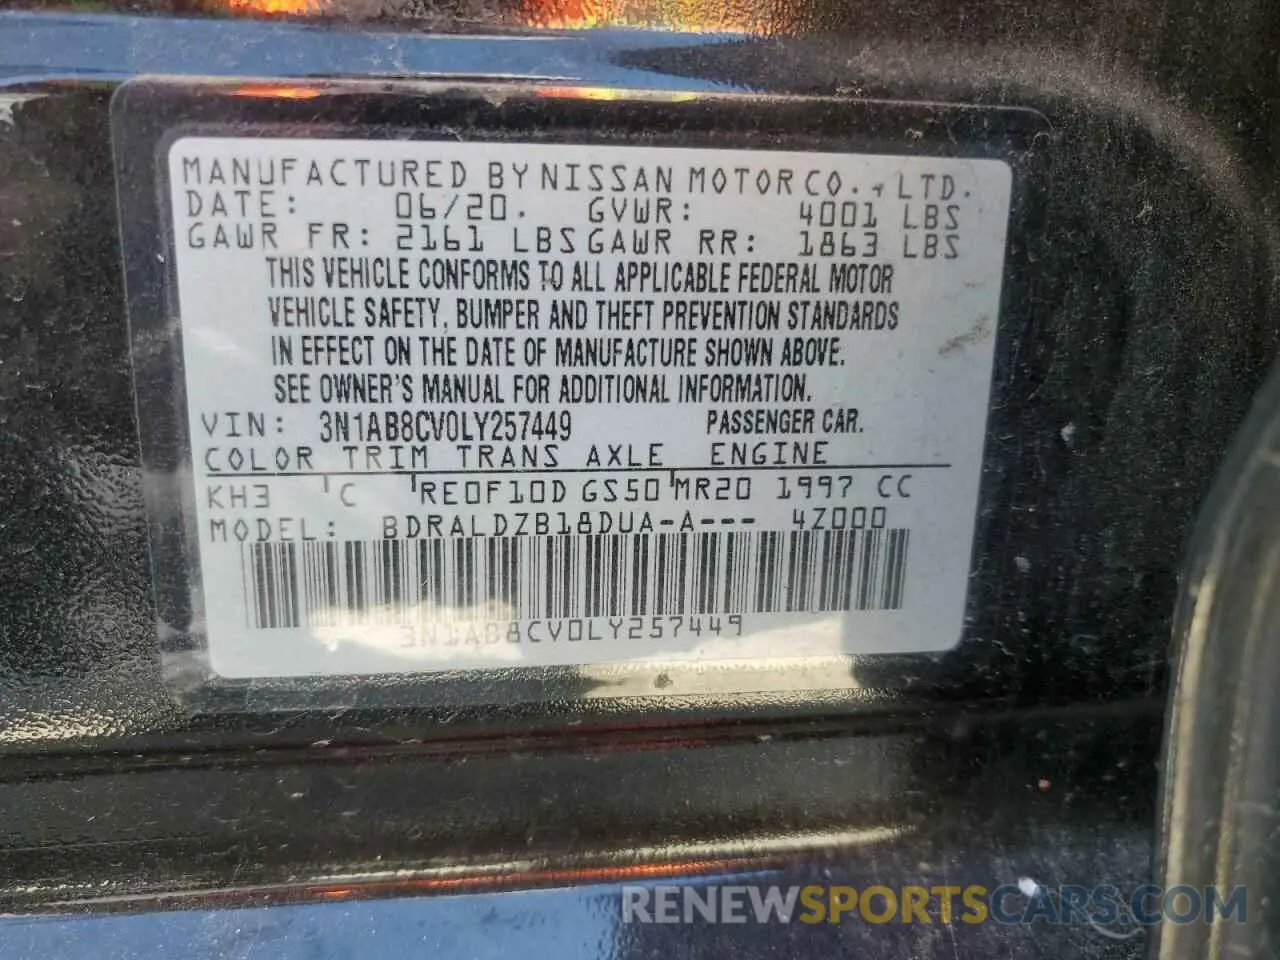 MANUFACTURED BY NISSAN MOTOR CO., LTD.
DATE: 06/20. GVWR: 4001 LBS
GAWR FR: 2161 LBS GAWR RR: 1863 LBS
THIS VEHICLE CONFORMS TO ALL APPLICABLE FEDERAL MOTOR
VEHICLE SAFETY, BUMPER AND THEFT PREVENTION STANDARDS
IN EFFECT ON THE DATE OF MANUFACTURE SHOWN ABOVE.
SEE OWNER'S MANUAL FOR ADDITIONAL INFORMATION.
VIN: 3N1AB8CV0LY257449 PASSENGER CAR.
COLOR TRIM TRANS AXLE ENGINE
KH3 C RE0F10D GS50 MR20 1997 CC
MODEL: BDRALDZB18DUA-A--- 4Z000
3N1AB8CV0LY257449
RENEWSPORTSCARS.COM